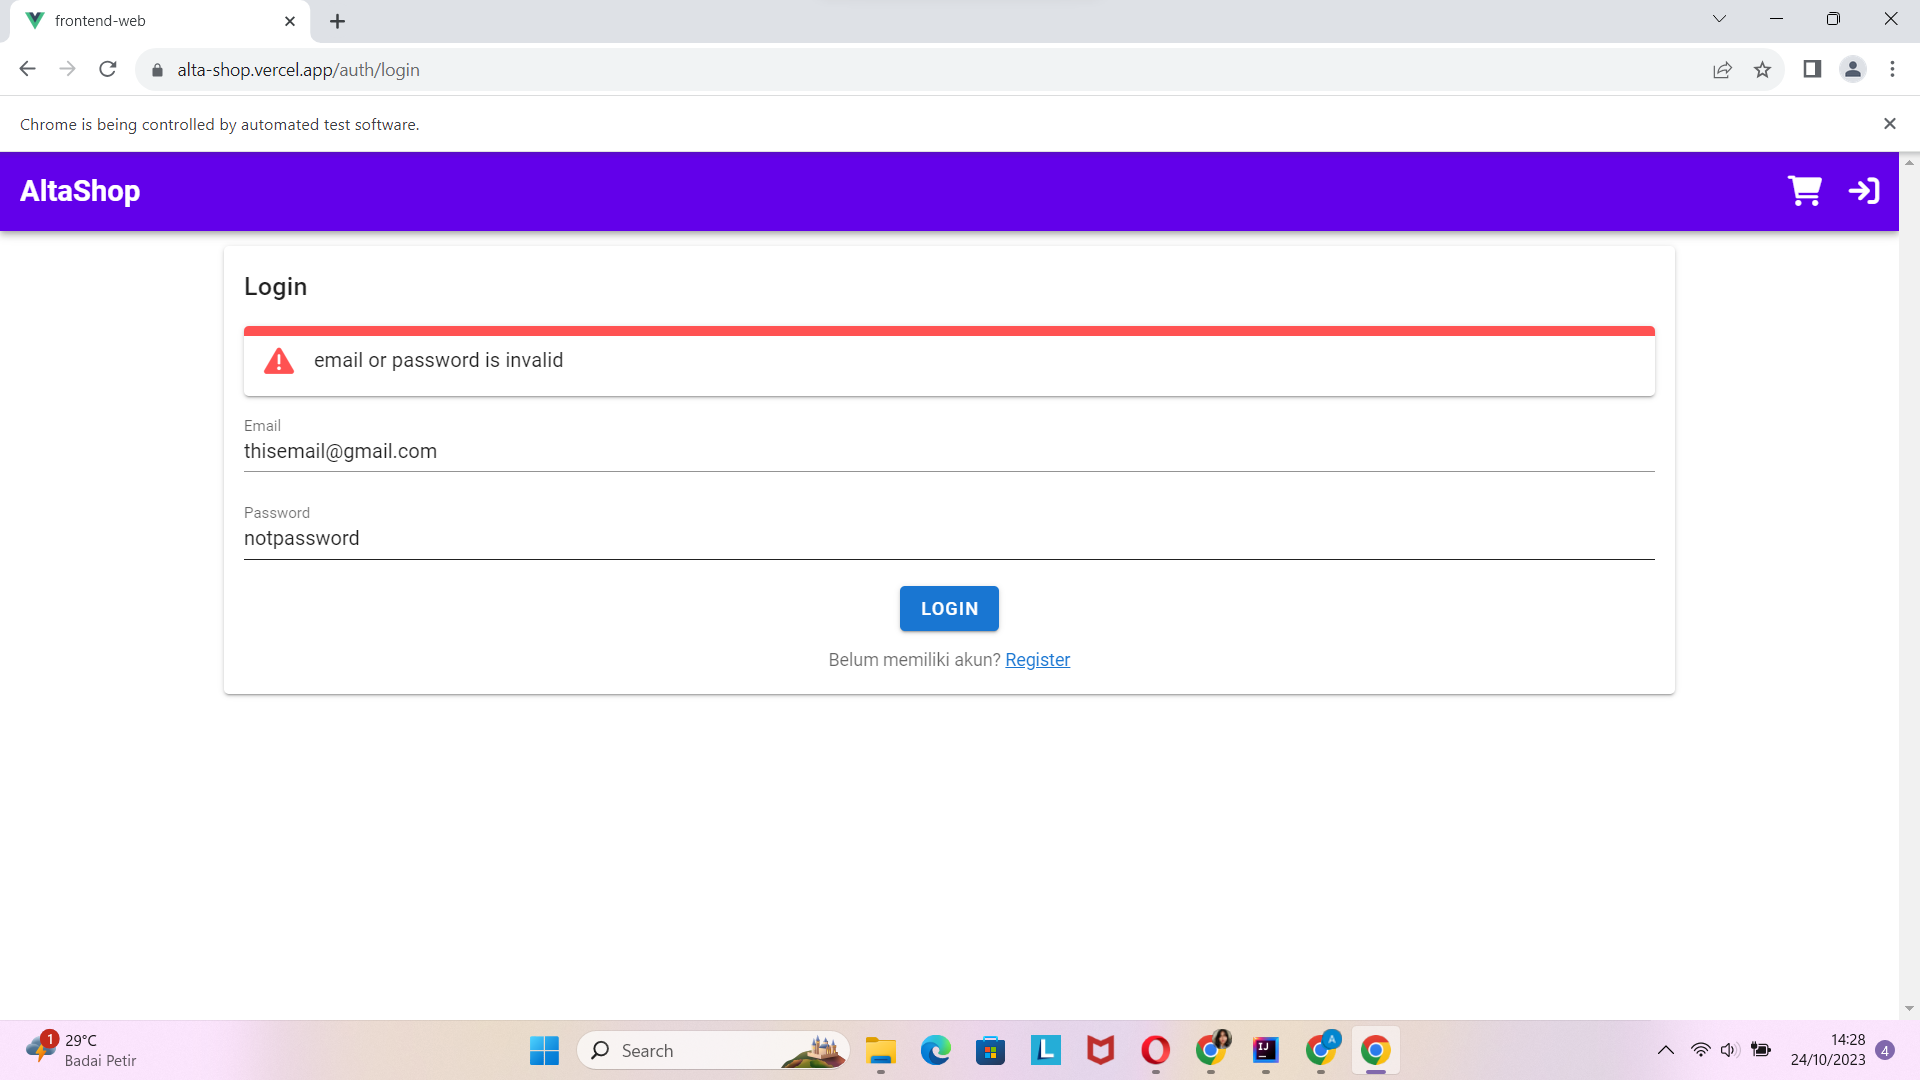 frontend-web
alta-shop.vercel.app/auth/login
Chrome is being controlled by automated test software.
AltaShop
Login
email or password is invalid
Email
thisemail@gmail.com
Password
notpassword
LOGIN
Belum memiliki akun? Register
1
29°C
Badai Petir
Search
L
IJ
A
14:28
24/10/2023
4